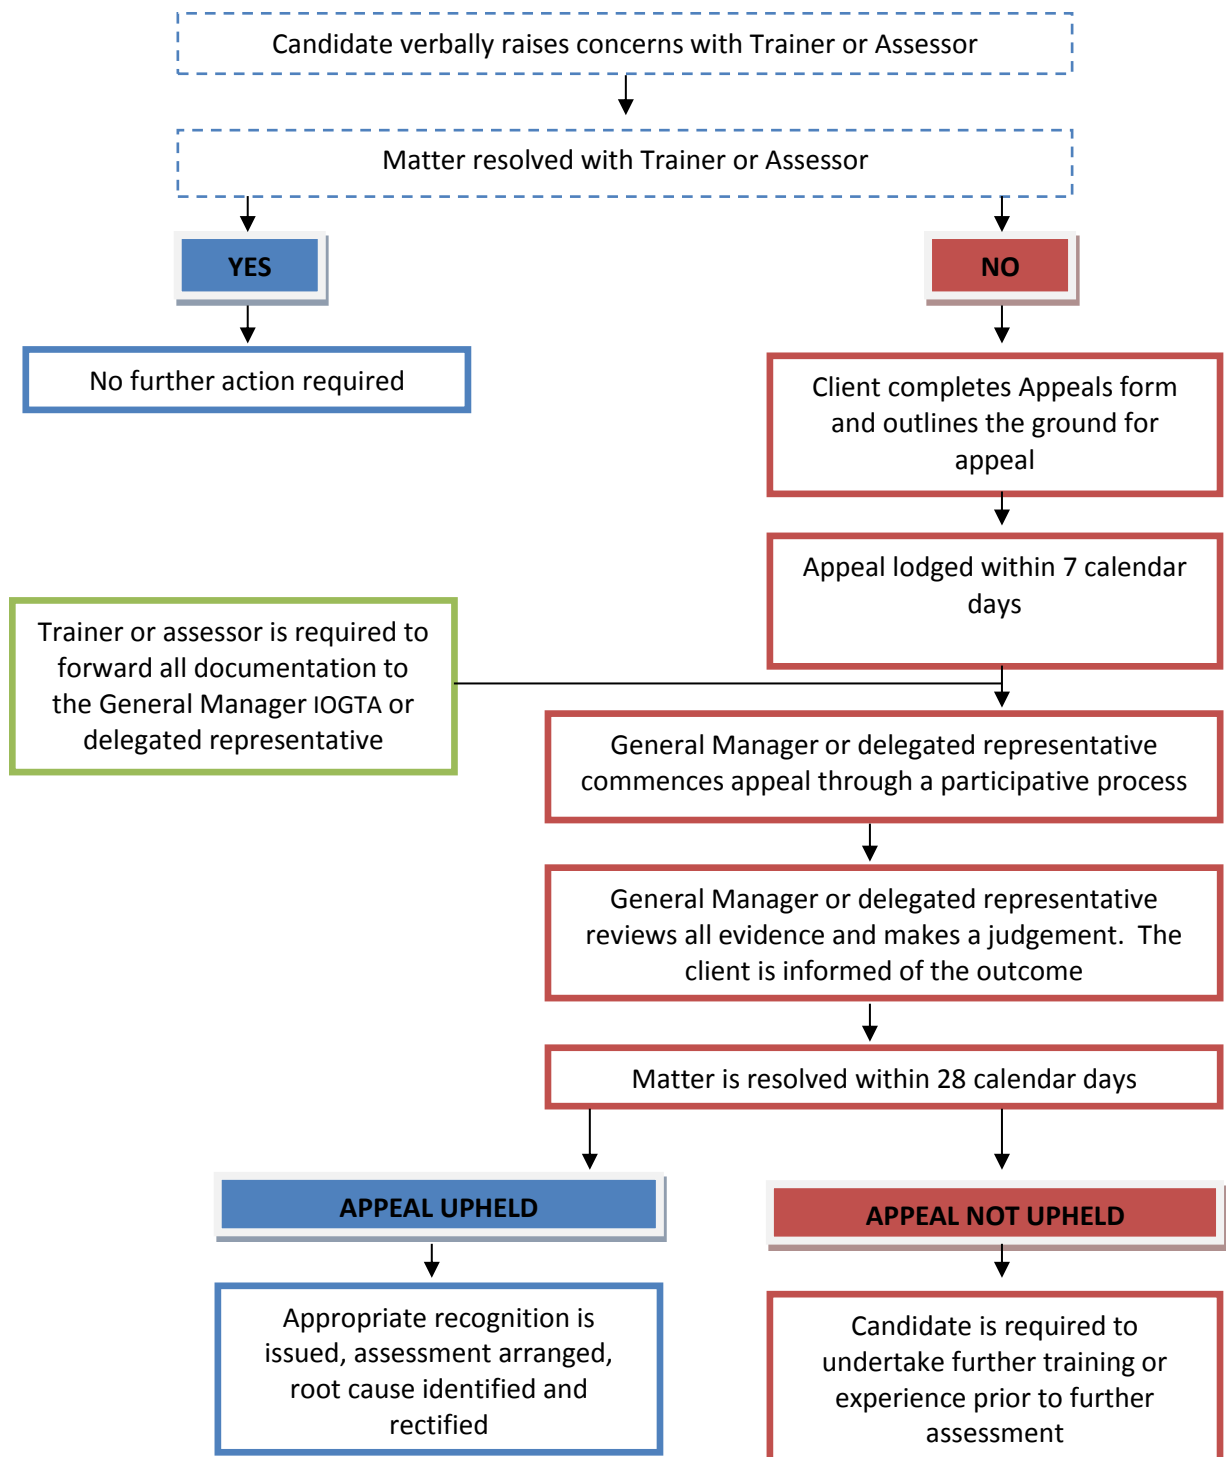 Candidate verbally raises concerns with Trainer or Assessor
Matter resolved with Trainer or Assessor
YES
NO
No further action required
Client completes Appeals form
and outlines the ground for
appeal
Appeal lodged within 7 calendar
days
Trainer or assessor is required to
forward all documentation to
the General Manager IOGTA or
delegated representative
General Manager or delegated representative
commences appeal through a participative process
General Manager or delegated representative
reviews all evidence and makes a judgement.  The
client is informed of the outcome
Matter is resolved within 28 calendar days
APPEAL UPHELD
APPEAL NOT UPHELD
Appropriate recognition is
issued, assessment arranged,
root cause identified and
rectified
Candidate is required to
undertake further training or
experience prior to further
assessment